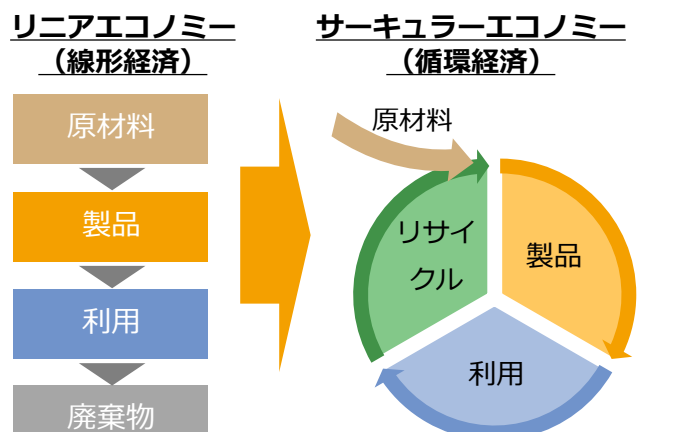 リニアエコノミー
（線形経済）
原材料
製品
利用
廃棄物
サーキュラーエコノミー
（循環経済）
原材料
リサイ
クル
製品
利用